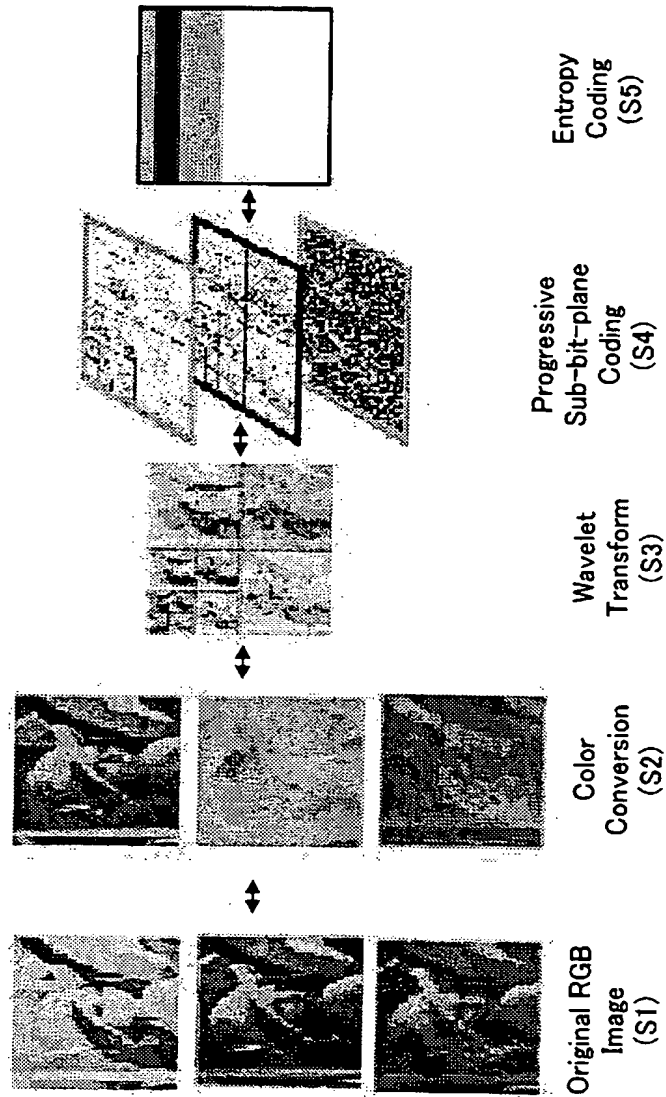 Original RGB
Image
(S1)
Color
Conversion
(S2)
Wavelet
Transform
(S3)
Progressive
Sub-bit-plane
Coding
(S4)
Entropy
Coding
(S5)